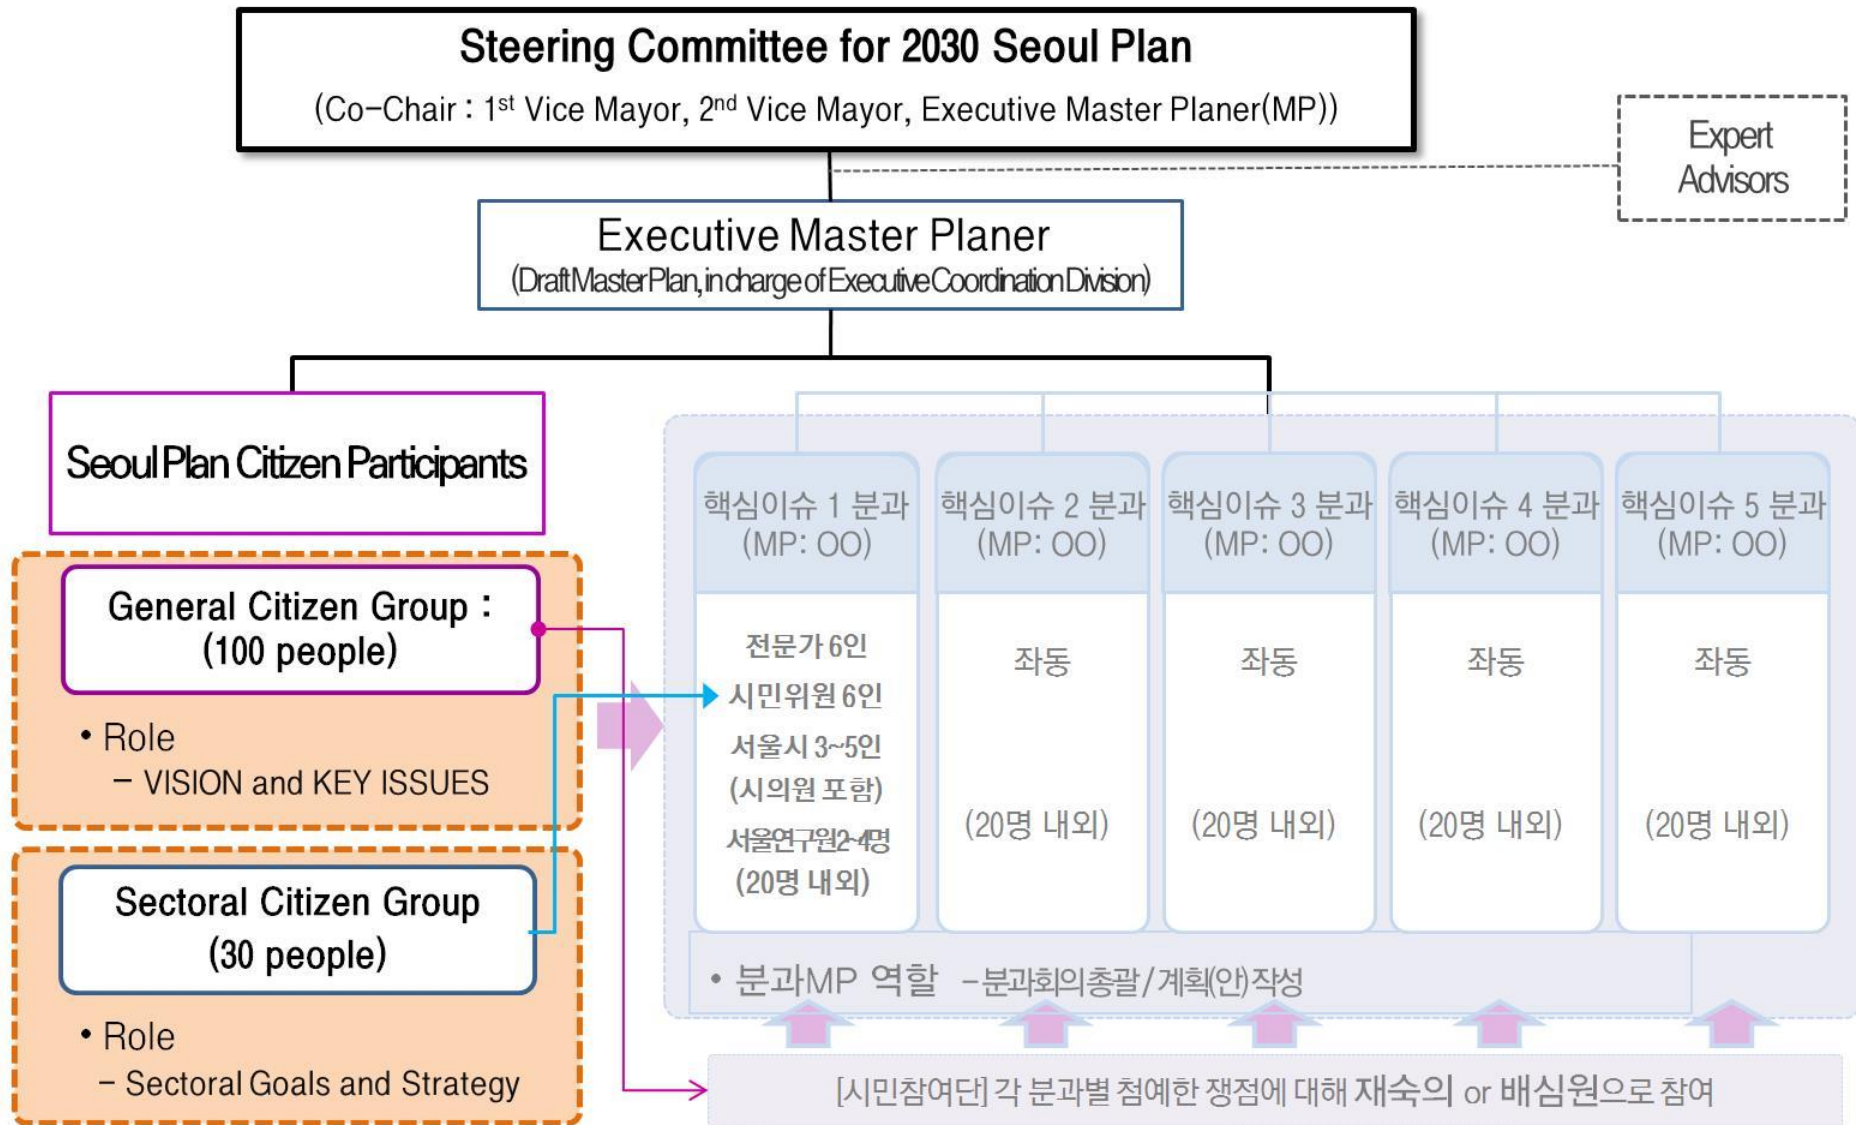 Steering Committee for 2030 Seoul Plan
(Co-Chair : 1st Vice Mayor, 2nd Vice Mayor, Executive Master Planer(MP))
Expert
Advisors
Executive Master Planer
(Draft Master Plan, in charge of Executive Coordination Division)
Seoul Plan Citizen Participants
General Citizen Group :
(100 people)
• Role
– VISION and KEY ISSUES
Sectoral Citizen Group
(30 people)
• Role
– Sectoral Goals and Strategy
핵심이슈 1 분과
(MP: OO)
전문가 6인
시민위원 6인
서울시 3~5인
(시의원 포함)
서울연구원2~4명
(20명 내외)
핵심이슈 2 분과
(MP: OO)
좌동
(20명 내외)
핵심이슈 3 분과
(MP: OO)
좌동
(20명 내외)
핵심이슈 4 분과
(MP: OO)
좌동
(20명 내외)
핵심이슈 5 분과
(MP: OO)
좌동
(20명 내외)
• 분과MP 역할 – 분과회의총괄 / 계획(안)작성
[시민참여단] 각 분과별 첨예한 쟁점에 대해 재숙의 or 배심원으로 참여